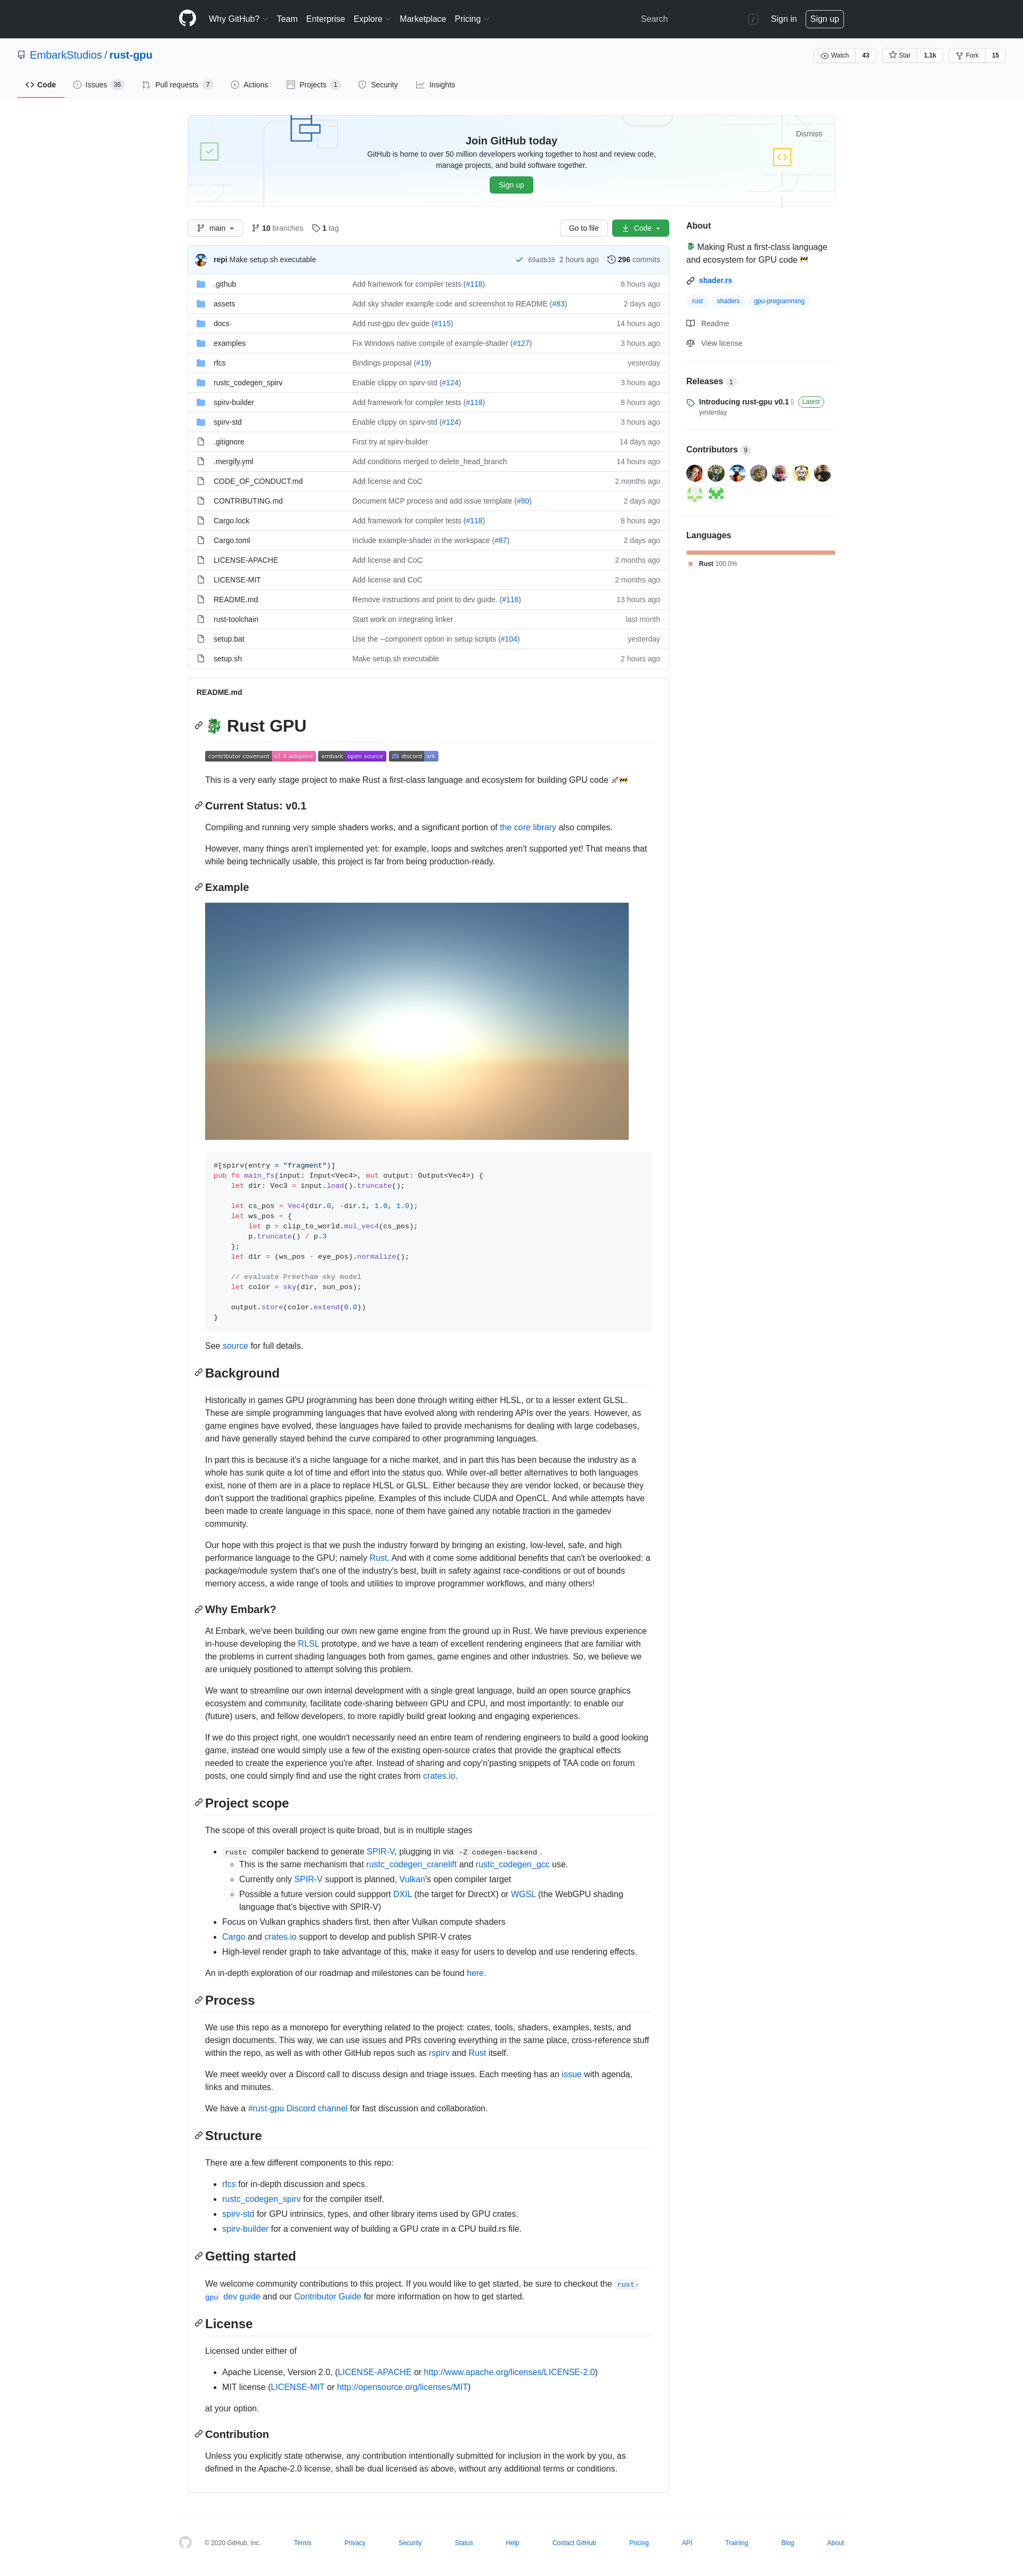 Why GitHub? Team Enterprise Explore Marketplace Pricing Search / Sign in Sign up
EmbarkStudios / rust-gpu
Watch 43 Star 1.1k Fork 15
Code Issues 36 Pull requests 7 Actions Projects 1 Security Insights
Join GitHub today
Dismiss
GitHub is home to over 50 million developers working together to host and review code,
manage projects, and build software together.
Sign up
main 10 branches 1 tag Go to file Code
repi Make setup.sh executable 69adb38 2 hours ago 296 commits
.github Add framework for compiler tests (#118) 8 hours ago
assets Add sky shader example code and screenshot to README (#83) 2 days ago
docs Add rust-gpu dev guide (#115) 14 hours ago
examples Fix Windows native compile of example-shader (#127) 3 hours ago
rfcs Bindings proposal (#19) yesterday
rustc_codegen_spirv Enable clippy on spirv-std (#124) 3 hours ago
spirv-builder Add framework for compiler tests (#118) 8 hours ago
spirv-std Enable clippy on spirv-std (#124) 3 hours ago
.gitignore First try at spirv-builder 14 days ago
.mergify.yml Add conditions merged to delete_head_branch 14 hours ago
CODE_OF_CONDUCT.md Add license and CoC 2 months ago
CONTRIBUTING.md Document MCP process and add issue template (#80) 2 days ago
Cargo.lock Add framework for compiler tests (#118) 8 hours ago
Cargo.toml Include example-shader in the workspace (#87) 2 days ago
LICENSE-APACHE Add license and CoC 2 months ago
LICENSE-MIT Add license and CoC 2 months ago
README.md Remove instructions and point to dev guide. (#116) 13 hours ago
rust-toolchain Start work on integrating linker last month
setup.bat Use the --component option in setup scripts (#104) yesterday
setup.sh Make setup.sh executable 2 hours ago
About
🐉 Making Rust a first-class language
and ecosystem for GPU code 🚧
shader.rs
rust shaders gpu-programming
Readme
View license
Releases 1
Introducing rust-gpu v0.1 Latest
yesterday
Contributors 9
Languages
Rust 100.0%
README.md
🐉 Rust GPU
contributor covenant v1.4 adopted embark open source discord ark
This is a very early stage project to make Rust a first-class language and ecosystem for building GPU code 🚀🚧
Current Status: v0.1
Compiling and running very simple shaders works, and a significant portion of the core library also compiles.
However, many things aren't implemented yet: for example, loops and switches aren't supported yet! That means that
while being technically usable, this project is far from being production-ready.
Example
#[spirv(entry = "fragment")]
pub fn main_fs(input: Input<Vec4>, mut output: Output<Vec4>) {
    let dir: Vec3 = input.load().truncate();
    let cs_pos = Vec4(dir.0, -dir.1, 1.0, 1.0);
    let ws_pos = {
        let p = clip_to_world.mul_vec4(cs_pos);
        p.truncate() / p.3
    };
    let dir = (ws_pos - eye_pos).normalize();
    // evaluate Preetham sky model
    let color = sky(dir, sun_pos);
    output.store(color.extend(0.0))
}
See source for full details.
Background
Historically in games GPU programming has been done through writing either HLSL, or to a lesser extent GLSL.
These are simple programming languages that have evolved along with rendering APIs over the years. However, as
game engines have evolved, these languages have failed to provide mechanisms for dealing with large codebases,
and have generally stayed behind the curve compared to other programming languages.
In part this is because it's a niche language for a niche market, and in part this has been because the industry as a
whole has sunk quite a lot of time and effort into the status quo. While over-all better alternatives to both languages
exist, none of them are in a place to replace HLSL or GLSL. Either because they are vendor locked, or because they
don't support the traditional graphics pipeline. Examples of this include CUDA and OpenCL. And while attempts have
been made to create language in this space, none of them have gained any notable traction in the gamedev
community.
Our hope with this project is that we push the industry forward by bringing an existing, low-level, safe, and high
performance language to the GPU; namely Rust. And with it come some additional benefits that can't be overlooked: a
package/module system that's one of the industry's best, built in safety against race-conditions or out of bounds
memory access, a wide range of tools and utilities to improve programmer workflows, and many others!
Why Embark?
At Embark, we've been building our own new game engine from the ground up in Rust. We have previous experience
in-house developing the RLSL prototype, and we have a team of excellent rendering engineers that are familiar with
the problems in current shading languages both from games, game engines and other industries. So, we believe we
are uniquely positioned to attempt solving this problem.
We want to streamline our own internal development with a single great language, build an open source graphics
ecosystem and community, facilitate code-sharing between GPU and CPU, and most importantly: to enable our
(future) users, and fellow developers, to more rapidly build great looking and engaging experiences.
If we do this project right, one wouldn't necessarily need an entire team of rendering engineers to build a good looking
game, instead one would simply use a few of the existing open-source crates that provide the graphical effects
needed to create the experience you're after. Instead of sharing and copy'n'pasting snippets of TAA code on forum
posts, one could simply find and use the right crates from crates.io.
Project scope
The scope of this overall project is quite broad, but is in multiple stages
rustc compiler backend to generate SPIR-V, plugging in via -Z codegen-backend.
This is the same mechanism that rustc_codegen_cranelift and rustc_codegen_gcc use.
Currently only SPIR-V support is planned, Vulkan's open compiler target
Possible a future version could suppport DXIL (the target for DirectX) or WGSL (the WebGPU shading
language that's bijective with SPIR-V)
Focus on Vulkan graphics shaders first, then after Vulkan compute shaders
Cargo and crates.io support to develop and publish SPIR-V crates
High-level render graph to take advantage of this, make it easy for users to develop and use rendering effects.
An in-depth exploration of our roadmap and milestones can be found here.
Process
We use this repo as a monorepo for everything related to the project: crates, tools, shaders, examples, tests, and
design documents. This way, we can use issues and PRs covering everything in the same place, cross-reference stuff
within the repo, as well as with other GitHub repos such as rspirv and Rust itself.
We meet weekly over a Discord call to discuss design and triage issues. Each meeting has an issue with agenda,
links and minutes.
We have a #rust-gpu Discord channel for fast discussion and collaboration.
Structure
There are a few different components to this repo:
rfcs for in-depth discussion and specs.
rustc_codegen_spirv for the compiler itself.
spirv-std for GPU intrinsics, types, and other library items used by GPU crates.
spirv-builder for a convenient way of building a GPU crate in a CPU build.rs file.
Getting started
We welcome community contributions to this project. If you would like to get started, be sure to checkout the rust-
gpu dev guide and our Contributor Guide for more information on how to get started.
License
Licensed under either of
Apache License, Version 2.0, (LICENSE-APACHE or http://www.apache.org/licenses/LICENSE-2.0)
MIT license (LICENSE-MIT or http://opensource.org/licenses/MIT)
at your option.
Contribution
Unless you explicitly state otherwise, any contribution intentionally submitted for inclusion in the work by you, as
defined in the Apache-2.0 license, shall be dual licensed as above, without any additional terms or conditions.
© 2020 GitHub, Inc. Terms Privacy Security Status Help Contact GitHub Pricing API Training Blog About